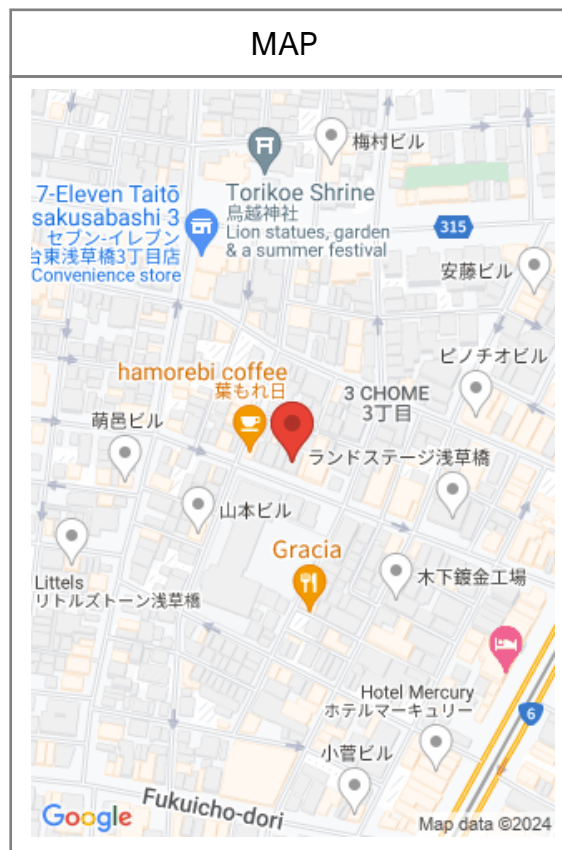 MAP
梅村ビル
7-Eleven Taitō
sakusabashi 3
セブン-イレブン
台東浅草橋3丁目店
Convenience store
Torikoe Shrine
鳥越神社
Lion statues, garden
& a summer festival
315
安藤ビル
ピノチオビル
hamorebi coffee
葉もれ日
3 CHOME
3丁目
萌邑ビル
ランドステージ浅草橋
山本ビル
Gracia
木下鍍金工場
Littels
リトルズトーン浅草橋
Hotel Mercury
ホテルマーキュリー
6
小菅ビル
Fukuicho-dori
Google
Map data ©2024